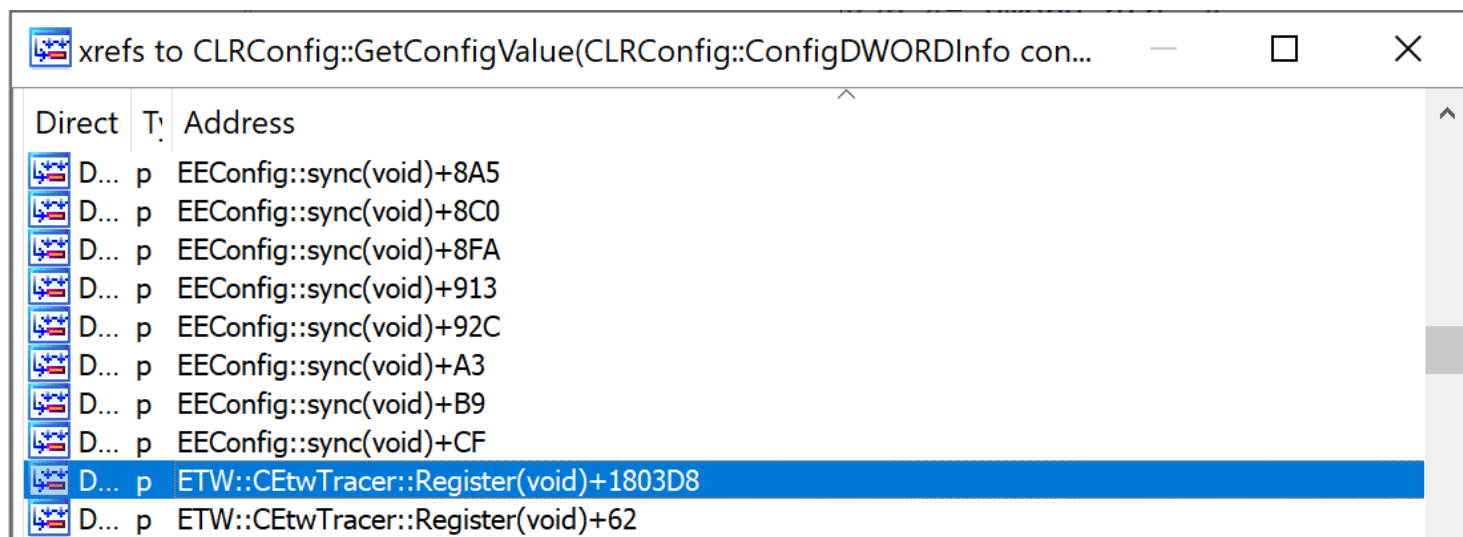 xrefs to CLRConfig::GetConfigValue(CLRConfig::ConfigDWORDInfo con...
Direct Ty Address
D... p EEConfig::sync(void)+8A5
D... p EEConfig::sync(void)+8C0
D... p EEConfig::sync(void)+8FA
D... p EEConfig::sync(void)+913
D... p EEConfig::sync(void)+92C
D... p EEConfig::sync(void)+A3
D... p EEConfig::sync(void)+B9
D... p EEConfig::sync(void)+CF
D... p ETW::CEtwTracer::Register(void)+1803D8
D... p ETW::CEtwTracer::Register(void)+62